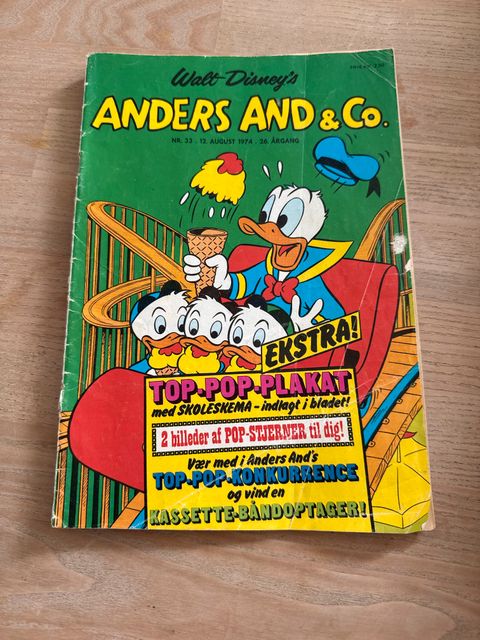 Walt Disney's
ANDERS AND & Co.
NR. 33 . 12. AUGUST 1974 . 26. ÅRGANG
EKSTRA!
TOP-POP-PLAKAT
med SKOLESKEMA - indlagt i bladet!
2 billeder af POP-STJERNER til dig!
Vær med i Anders And's
TOP-POP-KONKURRENCE
og vind en
KASSETTE-BÅNDOPTAGER!